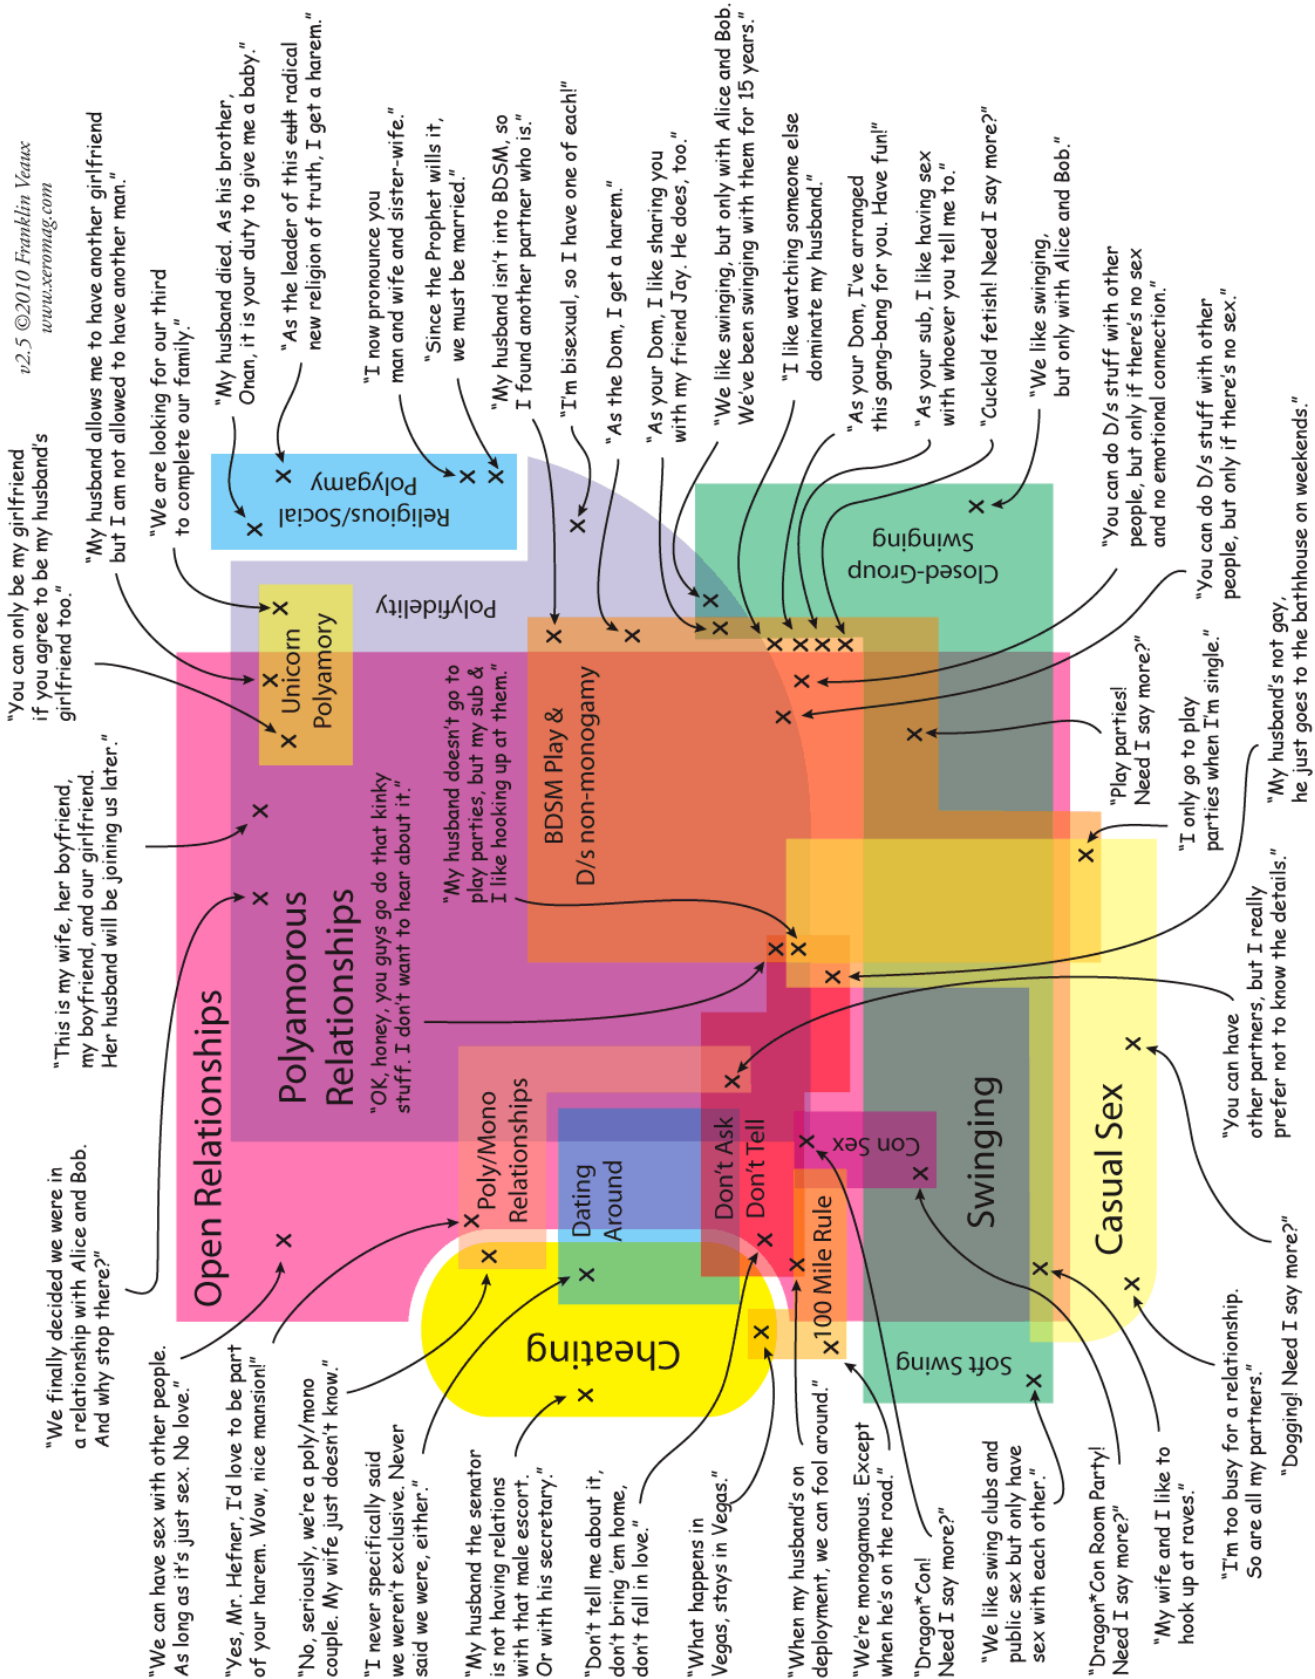 v2.5 ©2010 Franklin Veaux
www.xeromag.com
"You can only be my girlfriend
if you agree to be my husband's
girlfriend too."
"My husband allows me to have another girlfriend
but I am not allowed to have another man."
"We are looking for our third
to complete our family."
"My husband died. As his brother,
Onan, it is your duty to give me a baby."
"As the leader of this cult radical
new religion of truth, I get a harem."
"I now pronounce you
man and wife and sister-wife."
"Since the Prophet wills it,
we must be married."
"My husband isn't into BDSM, so
I found another partner who is."
"I'm bisexual, so I have one of each!"
"As the Dom, I get a harem."
"As your Dom, I like sharing you
with my friend Jay. He does, too."
"We like swinging, but only with Alice and Bob.
We've been swinging with them for 15 years."
"I like watching someone else
dominate my husband."
"As your Dom, I've arranged
this gang-bang for you. Have fun!"
"As your sub, I like having sex
with whoever you tell me to."
"Cuckold fetish! Need I say more?"
"We like swinging,
but only with Alice and Bob."
"You can do D/s stuff with other
people, but only if there's no sex
and no emotional connection."
"You can do D/s stuff with other
people, but only if there's no sex."
"My husband's not gay,
he just goes to the bathhouse on weekends."
"Play parties!
Need I say more?"
"I only go to play
parties when I'm single."
"You can have
other partners, but I really
prefer not to know the details."
"This is my wife, her boyfriend,
my boyfriend, and our girlfriend.
Her husband will be joining us later."
"We finally decided we were in
a relationship with Alice and Bob.
And why stop there?"
"We can have sex with other people.
As long as it's just sex. No love."
"Yes, Mr. Hefner, I'd love to be part
of your harem. Wow, nice mansion!"
"No, seriously, we're a poly/mono
couple. My wife just doesn't know."
"I never specifically said
we weren't exclusive. Never
said we were, either."
"My husband the senator
is not having relations
with that male escort.
Or with his secretary."
"Don't tell me about it,
don't bring 'em home,
don't fall in love."
"What happens in
Vegas, stays in Vegas."
"When my husband's on
deployment, we can fool around."
"We're monogamous. Except
when he's on the road."
"Dragon*Con!
Need I say more?"
"We like swing clubs and
public sex but only have
sex with each other."
"Dragon*Con Room Party!
Need I say more?"
"My wife and I like to
hook up at raves."
"I'm too busy for a relationship.
So are all my partners."
"Dogging! Need I say more?"
Open Relationships
Polyamorous
Relationships
"OK, honey, you guys go do that kinky
stuff. I don't want to hear about it."
"My husband doesn't go to
play parties, but my sub &
I like hooking up at them."
Unicorn
Polyamory
Polyfidelity
Religious/Social
Polygamy
BDSM Play &
D/s non-monogamy
Closed-Group
Swinging
Poly/Mono
Relationships
Dating
Around
Cheating
Don't Ask
Don't Tell
100 Mile Rule
Con Sex
Swinging
Soft Swing
Casual Sex